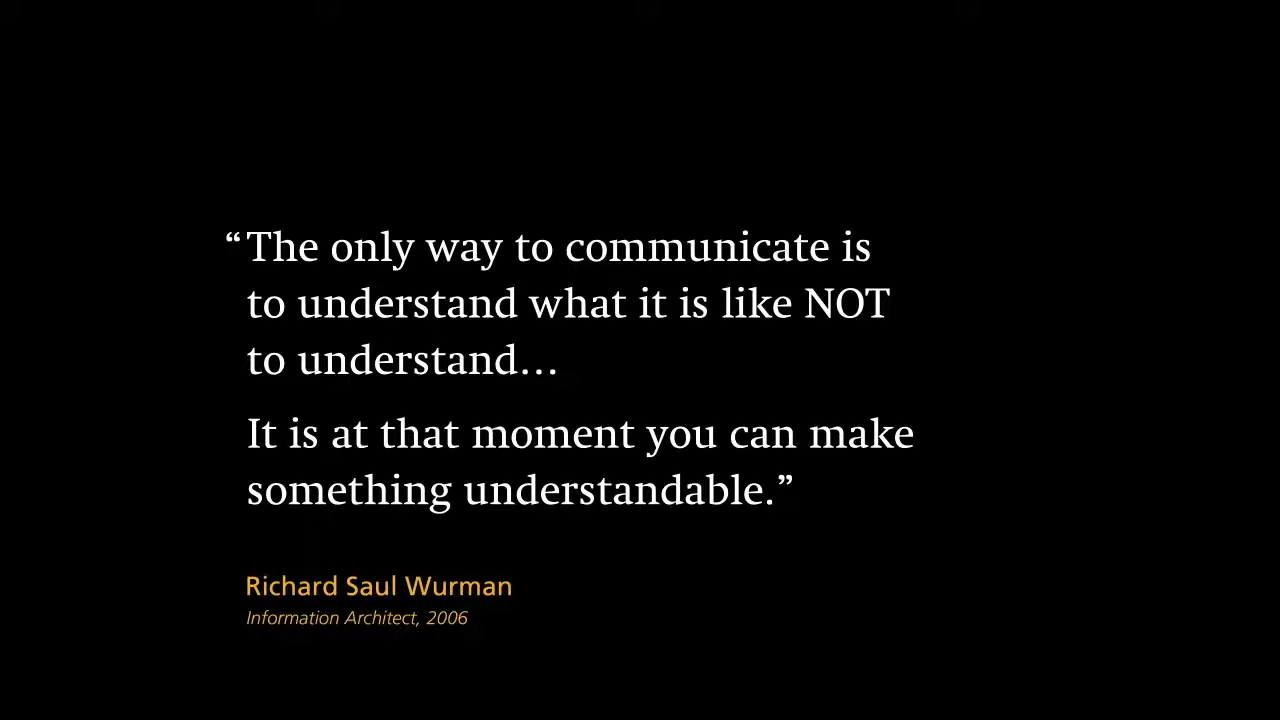 “The only way to communicate is
to understand what it is like NOT
to understand…
It is at that moment you can make
something understandable.”
Richard Saul Wurman
Information Architect, 2006